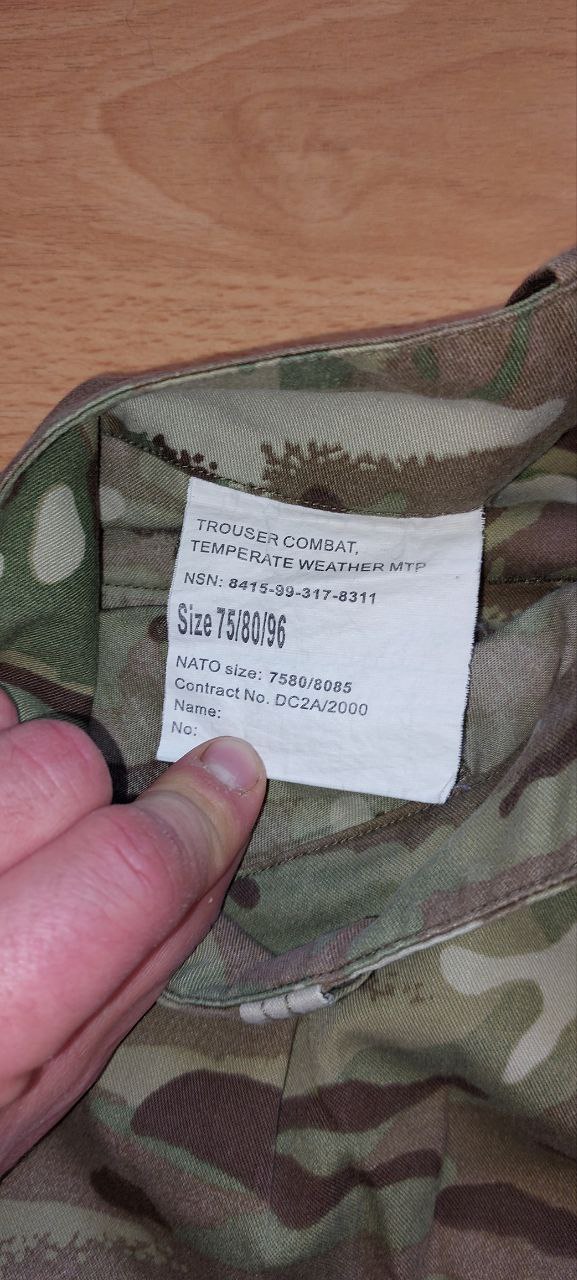 TROUSER COMBAT,
TEMPERATE WEATHER MTP
NSN: 8415-99-317-8311
Size 75/80/96
NATO size: 7580/8085
Contract No. DC2A/2000
Name:
No: